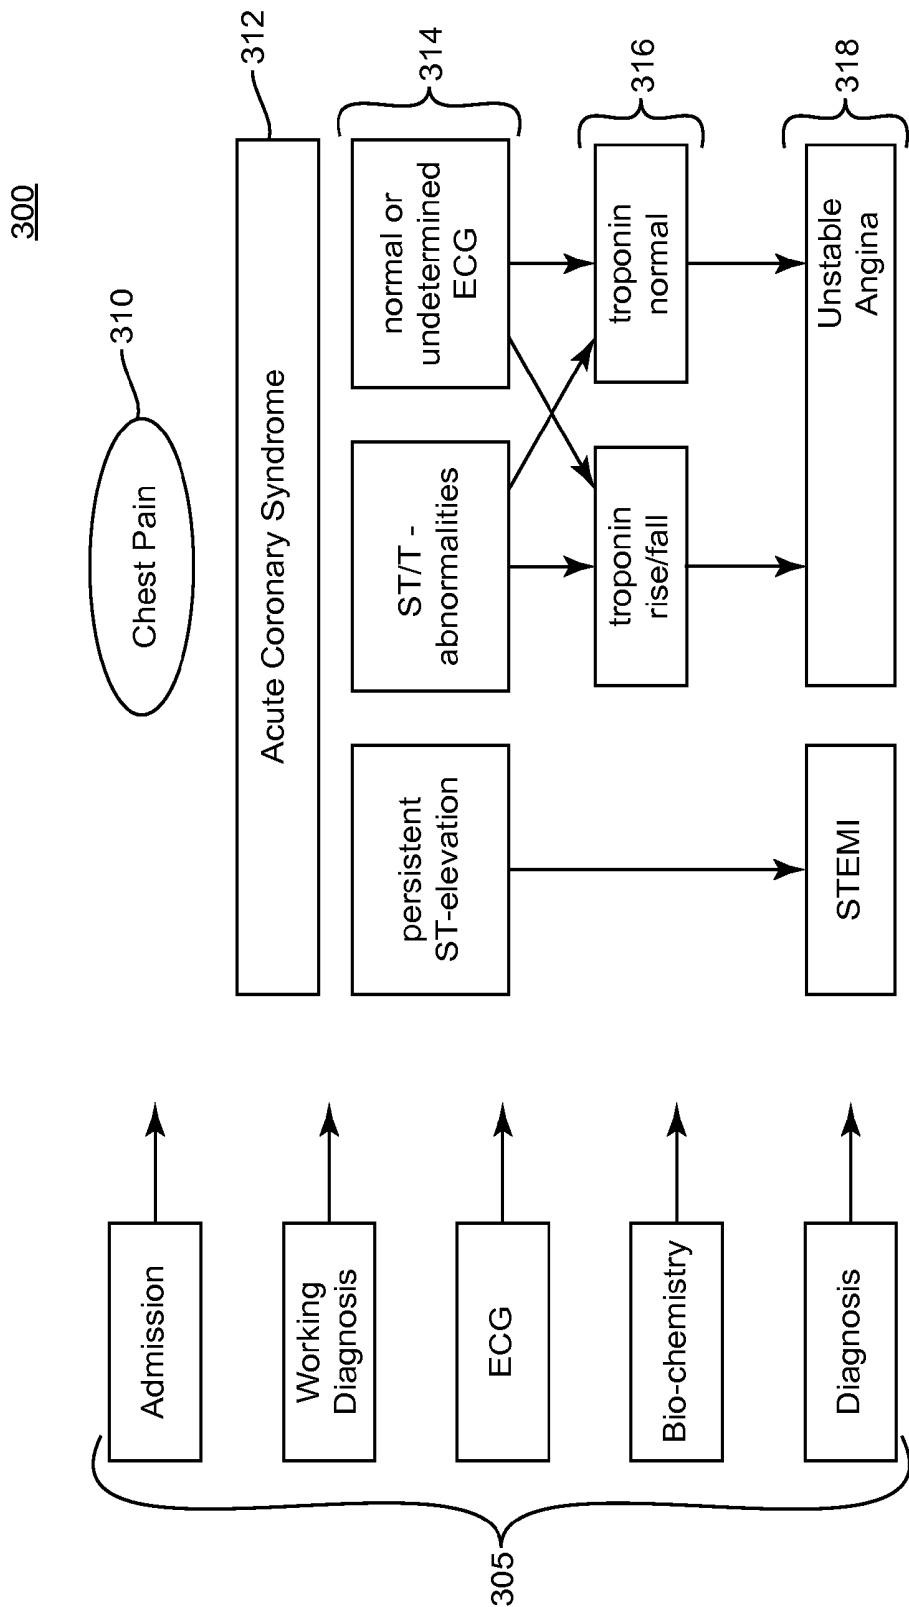 300
Chest Pain
310
Acute Coronary Syndrome
312
persistent
ST-elevation
ST/T -
abnormalities
normal or
undetermined
ECG
314
troponin
rise/fall
troponin
normal
316
STEMI
Unstable
Angina
318
Admission
Working
Diagnosis
ECG
Bio-chemistry
Diagnosis
305